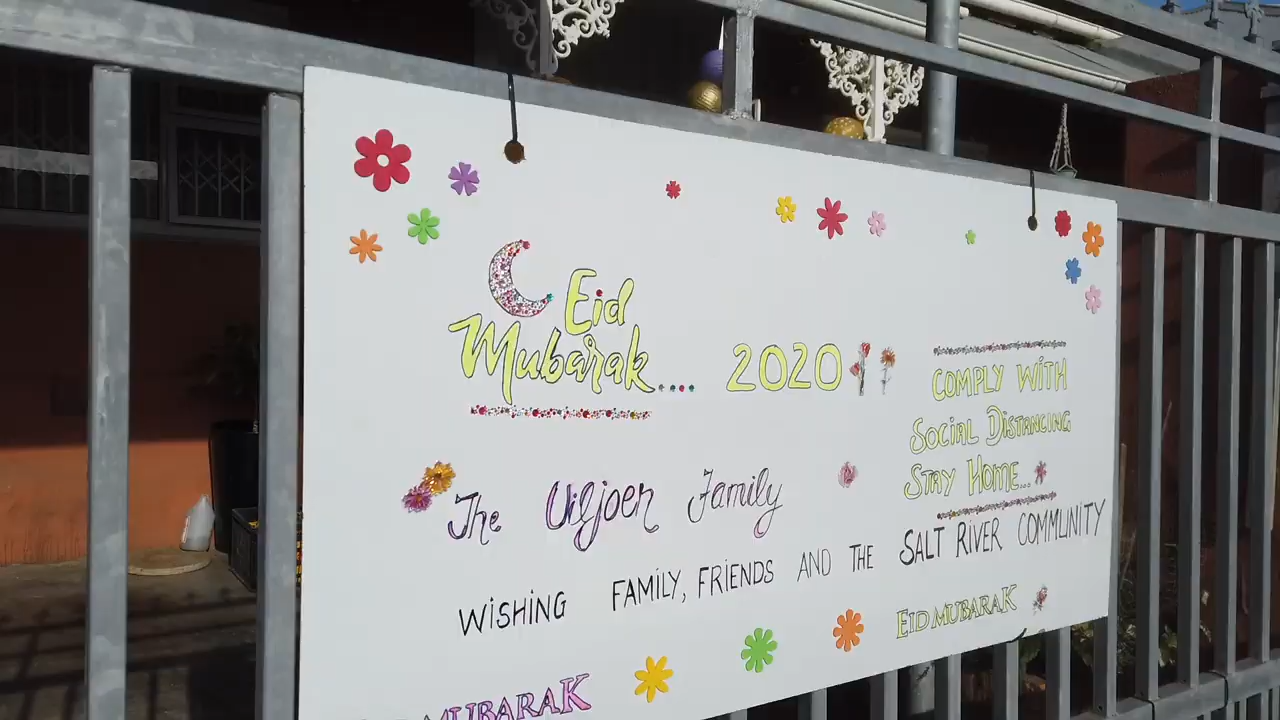 Eid
Mubarak.... 2020
COMPLY WITH
SOCIAL DISTANCING
STAY HOME...
The Viljoen Family
WISHING FAMILY, FRIENDS AND THE SALT RIVER COMMUNITY
EID MUBARAK
MUBARAK